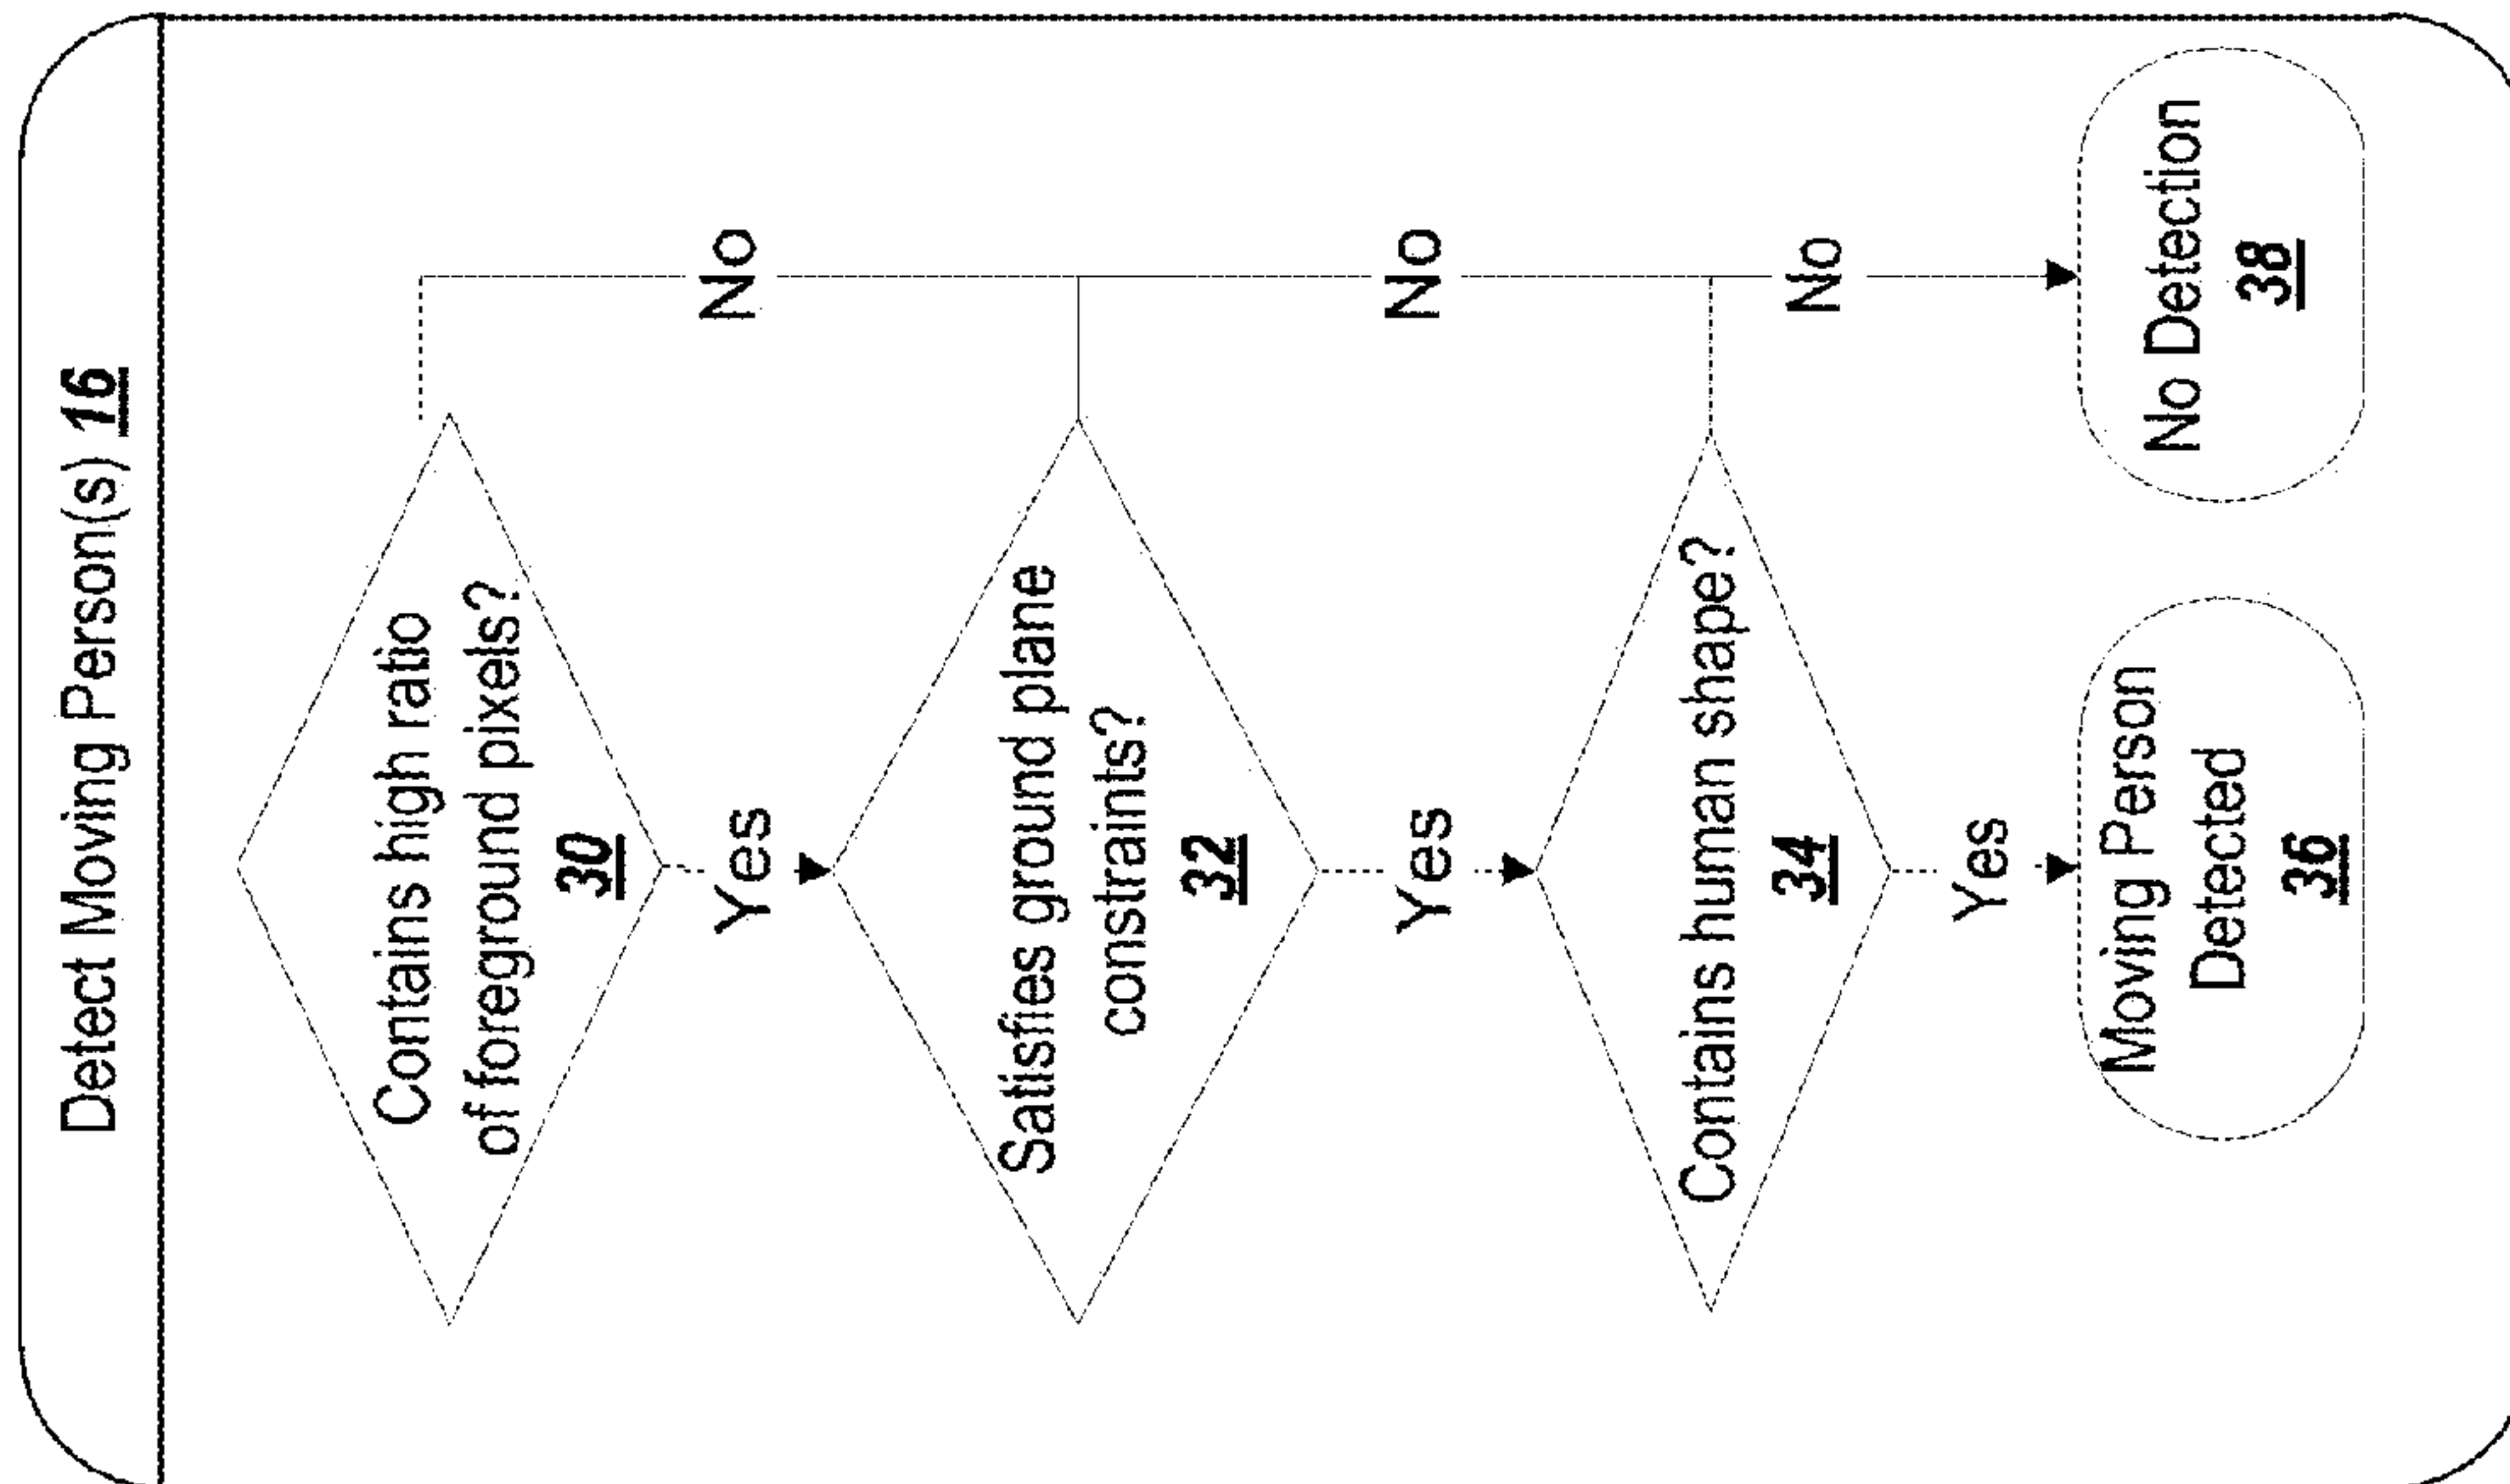 Detect Moving Person(s) 16
Contains high ratio
of foreground pixels?
30
No
Yes
Satisfies ground plane
constraints?
32
No
Yes
Contains human shape?
34
No
Yes
Moving Person
Detected
36
No Detection
38